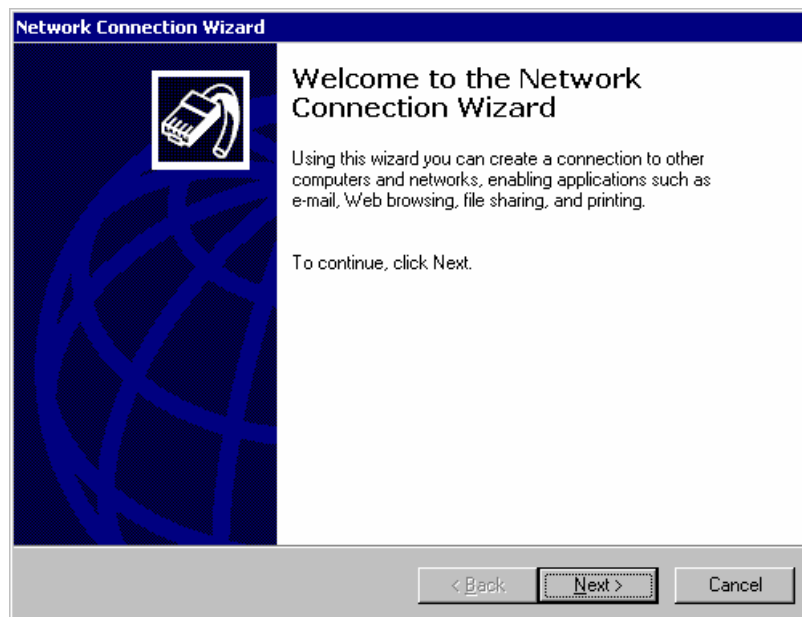 Network Connection Wizard
Welcome to the Network
Connection Wizard
Using this wizard you can create a connection to other
computers and networks, enabling applications such as
e-mail, Web browsing, file sharing, and printing.
To continue, click Next.
< Back
Next >
Cancel